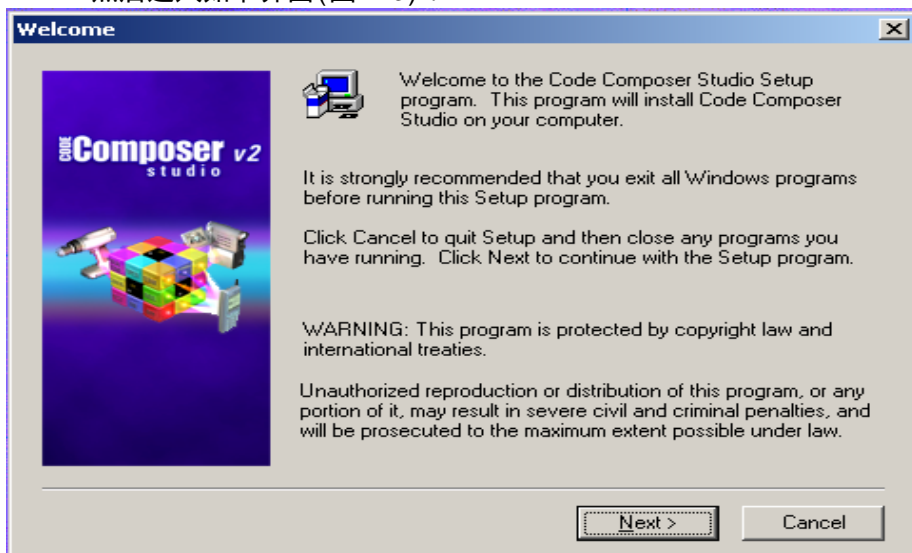 Welcome
Welcome to the Code Composer Studio Setup
program. This program will install Code Composer
Studio on your computer.
CODE Composer v2
studio
It is strongly recommended that you exit all Windows programs
before running this Setup program.
Click Cancel to quit Setup and then close any programs you
have running. Click Next to continue with the Setup program.
WARNING: This program is protected by copyright law and
international treaties.
Unauthorized reproduction or distribution of this program, or any
portion of it, may result in severe civil and criminal penalties, and
will be prosecuted to the maximum extent possible under law.
Next >
Cancel